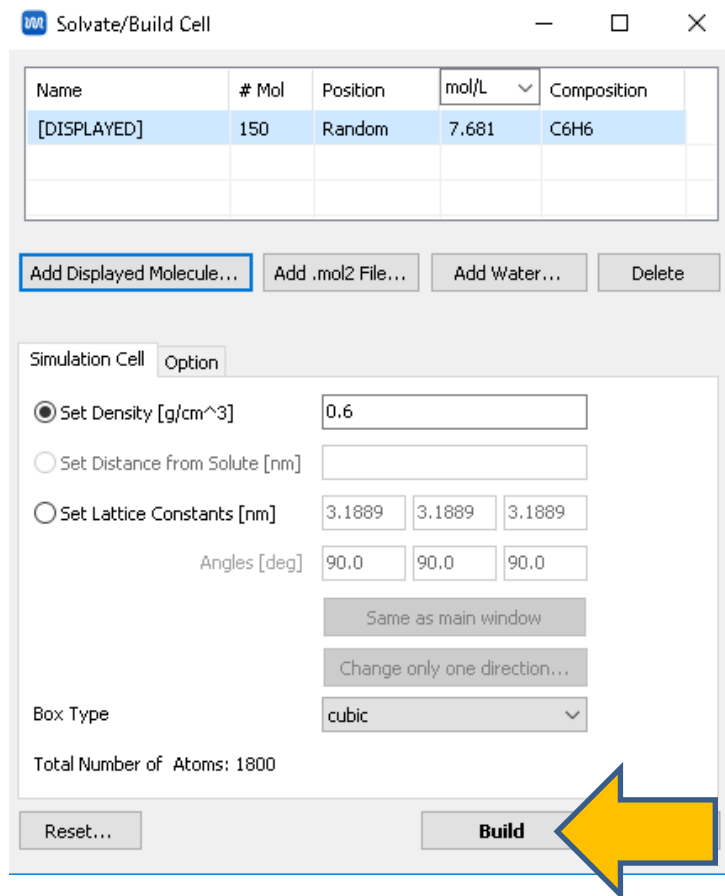 Solvate/Build Cell
Name # Mol Position mol/L Composition
[DISPLAYED] 150 Random 7.681 C6H6
Add Displayed Molecule... Add .mol2 File... Add Water... Delete
Simulation Cell Option
Set Density [g/cm^3] 0.6
Set Distance from Solute [nm]
Set Lattice Constants [nm] 3.1889 3.1889 3.1889
Angles [deg] 90.0 90.0 90.0
Same as main window
Change only one direction...
Box Type cubic
Total Number of Atoms: 1800
Reset... Build